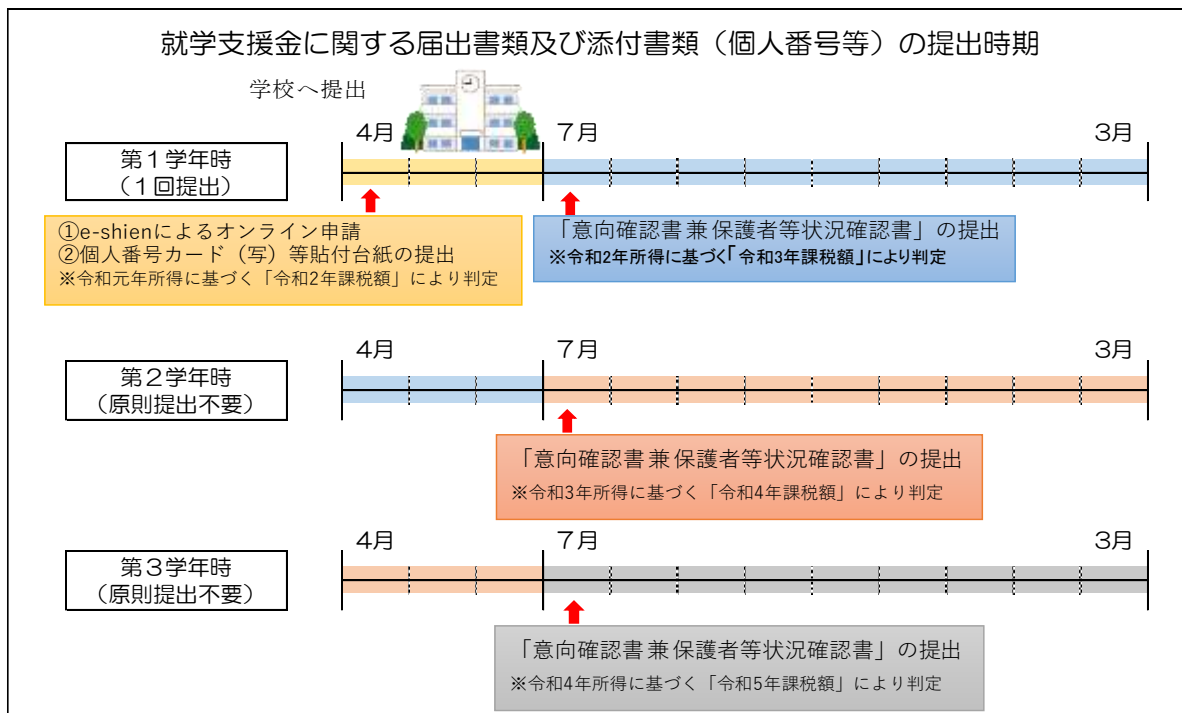 就学支援金に関する届出書類及び添付書類（個人番号等）の提出時期
学校へ提出
4月
7月
3月
第１学年時
（１回提出）
①e-shienによるオンライン申請
②個人番号カード（写）等貼付台紙の提出
※令和元年所得に基づく「令和2年課税額」により判定
「意向確認書兼保護者等状況確認書」の提出
※令和2年所得に基づく「令和3年課税額」により判定
4月
7月
3月
第２学年時
（原則提出不要）
「意向確認書兼保護者等状況確認書」の提出
※令和3年所得に基づく「令和4年課税額」により判定
4月
7月
3月
第３学年時
（原則提出不要）
「意向確認書兼保護者等状況確認書」の提出
※令和4年所得に基づく「令和5年課税額」により判定